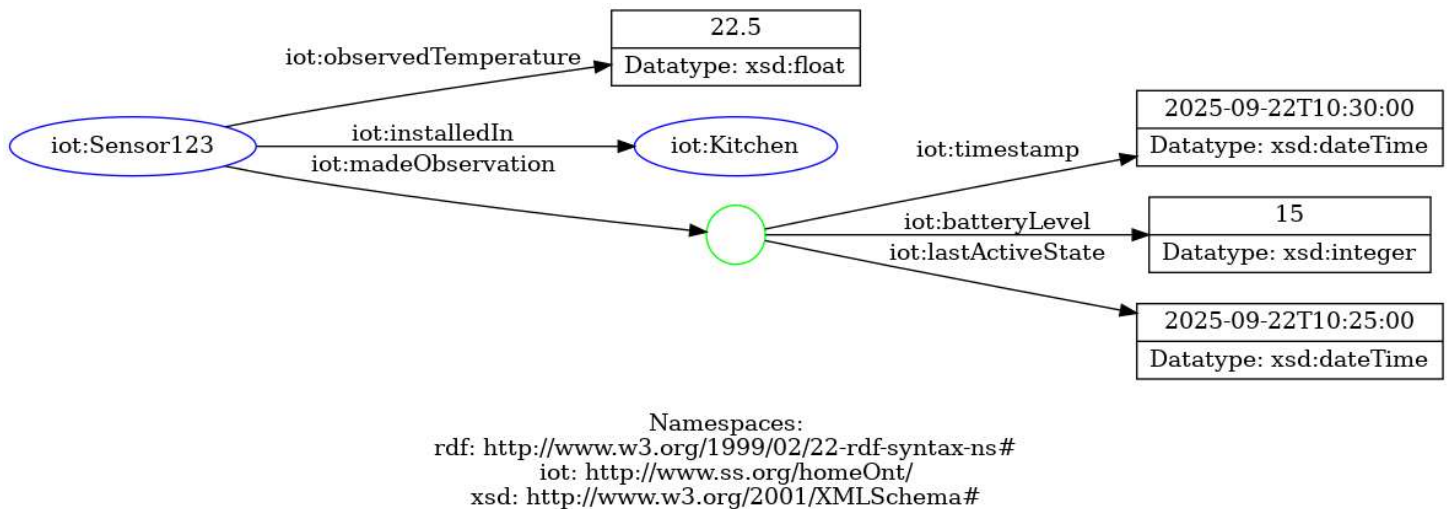 22.5
iot:observedTemperature
Datatype: xsd:float
iot:Sensor123
iot:installedIn
iot:Kitchen
iot:madeObservation
2025-09-22T10:30:00
iot:timestamp
Datatype: xsd:dateTime
15
iot:batteryLevel
iot:lastActiveState
Datatype: xsd:integer
2025-09-22T10:25:00
Datatype: xsd:dateTime
Namespaces:
rdf: http://www.w3.org/1999/02/22-rdf-syntax-ns#
iot: http://www.ss.org/homeOnt/
xsd: http://www.w3.org/2001/XMLSchema#